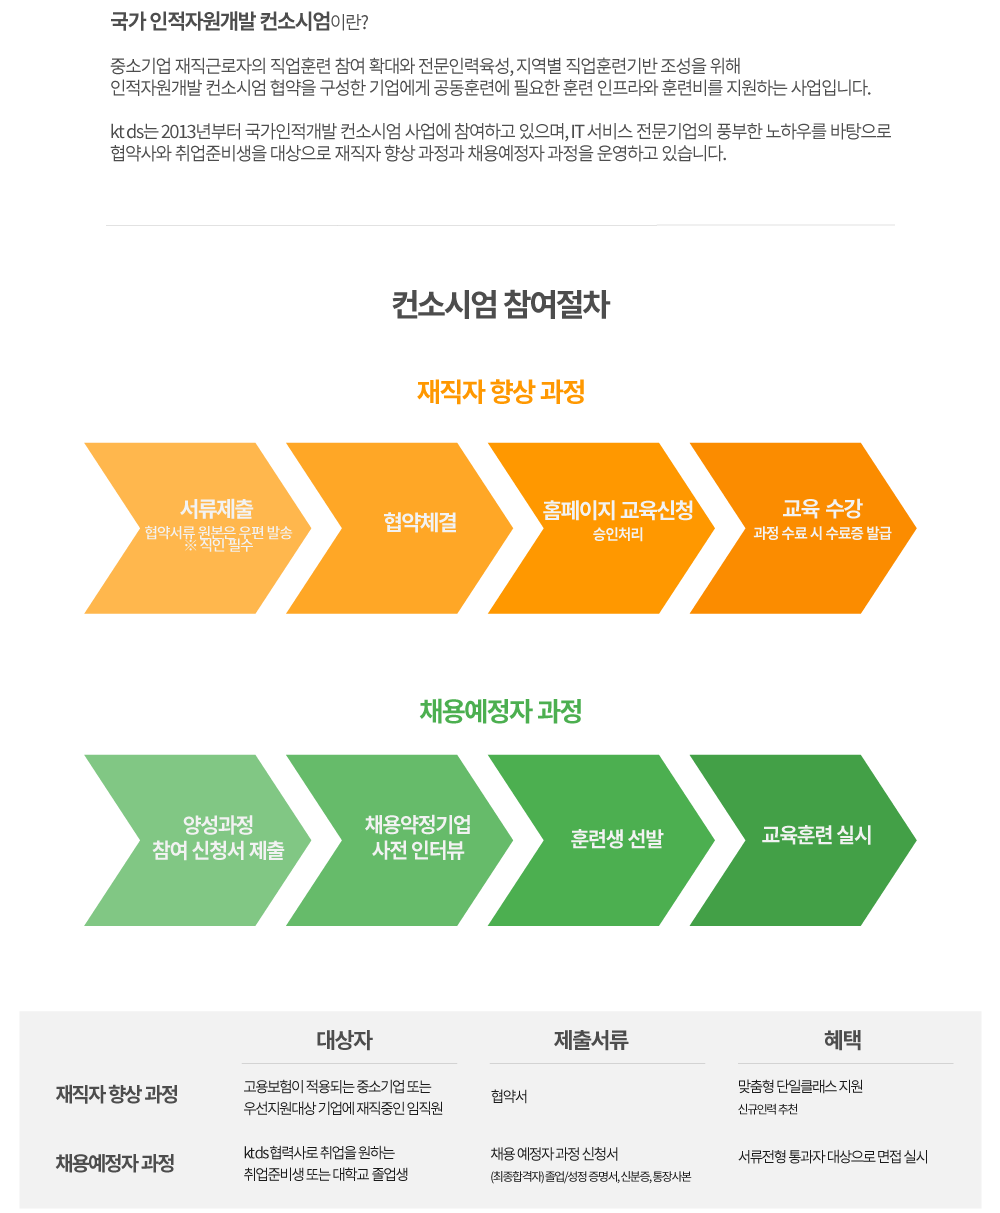 국가 인적자원개발 컨소시엄이란?
중소기업 재직근로자의 직업훈련 참여 확대와 전문인력육성, 지역별 직업훈련기반 조성을 위해
인적자원개발 컨소시엄 협약을 구성한 기업에게 공동훈련에 필요한 훈련 인프라와 훈련비를 지원하는 사업입니다.
kt ds는 2013년부터 국가인적개발 컨소시엄 사업에 참여하고 있으며, IT 서비스 전문기업의 풍부한 노하우를 바탕으로
협약사와 취업준비생을 대상으로 재직자 향상 과정과 채용예정자 과정을 운영하고 있습니다.
컨소시엄 참여절차
재직자 향상 과정
서류제출
협약서류 원본은 우편 발송
※ 직인 필수
협약체결
홈페이지 교육신청
승인처리
교육 수강
과정 수료 시 수료증 발급
채용예정자 과정
양성과정
참여 신청서 제출
채용약정기업
사전 인터뷰
훈련생 선발
교육훈련 실시
대상자 제출서류 혜택
재직자 향상 과정
고용보험이 적용되는 중소기업 또는
우선지원대상 기업에 재직중인 임직원
협약서
맞춤형 단일클래스 지원
신규인력 추천
채용예정자 과정
kt ds 협력사로 취업을 원하는
취업준비생 또는 대학교 졸업생
채용 예정자 과정 신청서
(최종합격자) 졸업/성정 증명서, 신분증, 통장사본
서류전형 통과자 대상으로 면접 실시